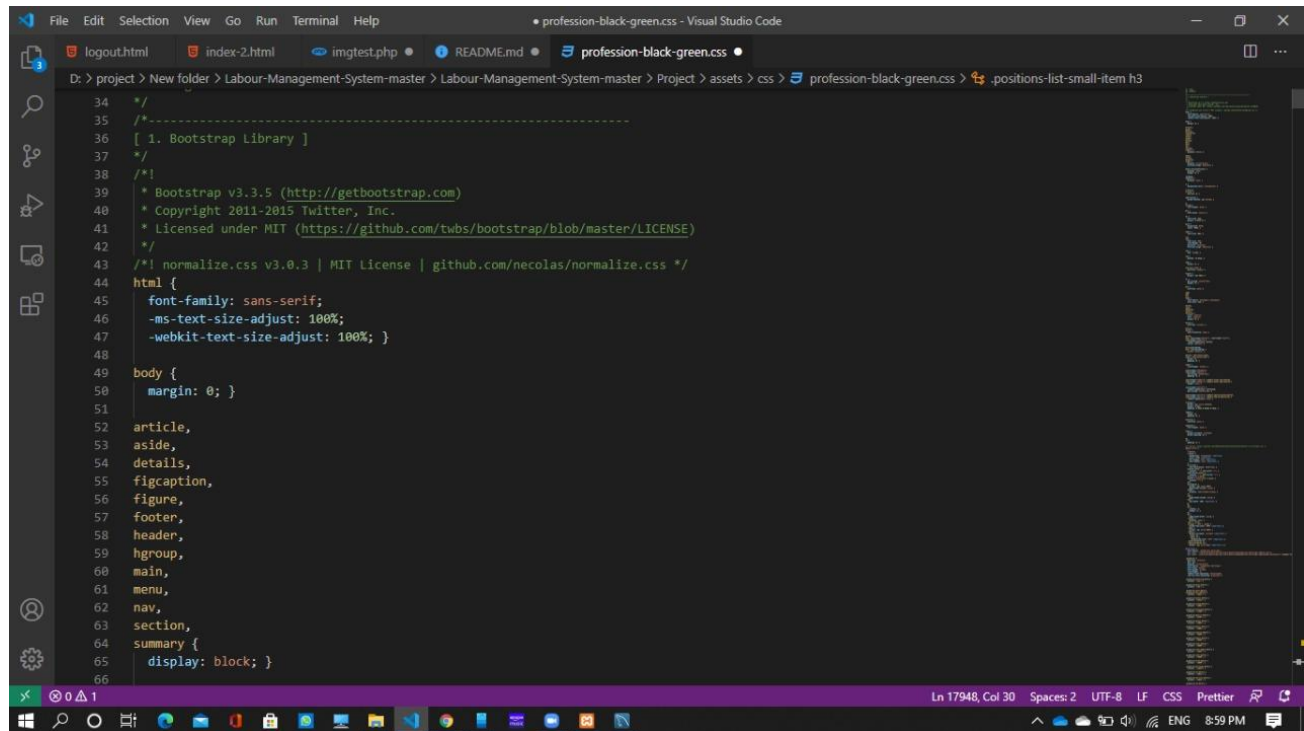 File Edit Selection View Go Run Terminal Help ● profession-black-green.css - Visual Studio Code
logout.html index-2.html imgtest.php ● README.md ● profession-black-green.css ●
D: > project > New folder > Labour-Management-System-master > Labour-Management-System-master > Project > assets > css > profession-black-green.css > .positions-list-small-item h3
3
34 */
35 /*-------------------------------------------------------------------
36 [ 1. Bootstrap Library ]
37 */
38 /*!
39 * Bootstrap v3.3.5 (http://getbootstrap.com)
40 * Copyright 2011-2015 Twitter, Inc.
41 * Licensed under MIT (https://github.com/twbs/bootstrap/blob/master/LICENSE)
42 */
43 /*! normalize.css v3.0.3 | MIT License | github.com/necolas/normalize.css */
44 html {
45 font-family: sans-serif;
46 -ms-text-size-adjust: 100%;
47 -webkit-text-size-adjust: 100%; }
48
49 body {
50 margin: 0; }
51
52 article,
53 aside,
54 details,
55 figcaption,
56 figure,
57 footer,
58 header,
59 hgroup,
60 main,
61 menu,
62 nav,
63 section,
64 summary {
65 display: block; }
66
0 1 Ln 17948, Col 30 Spaces: 2 UTF-8 LF CSS Prettier
ENG 8:59 PM